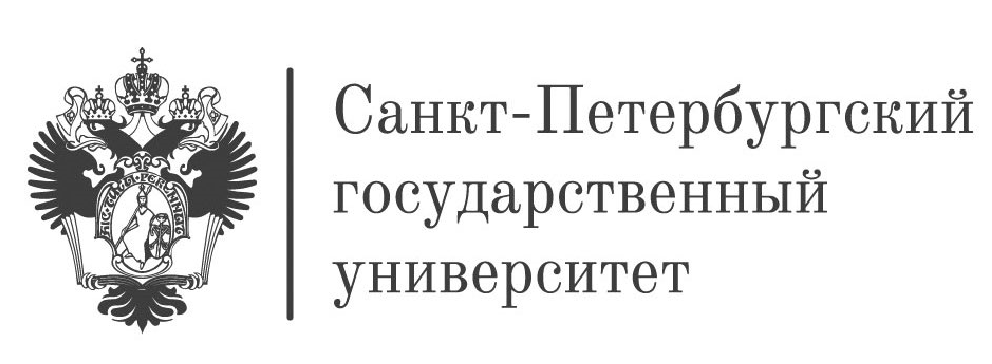 Санкт-Петербургский
государственный
университет